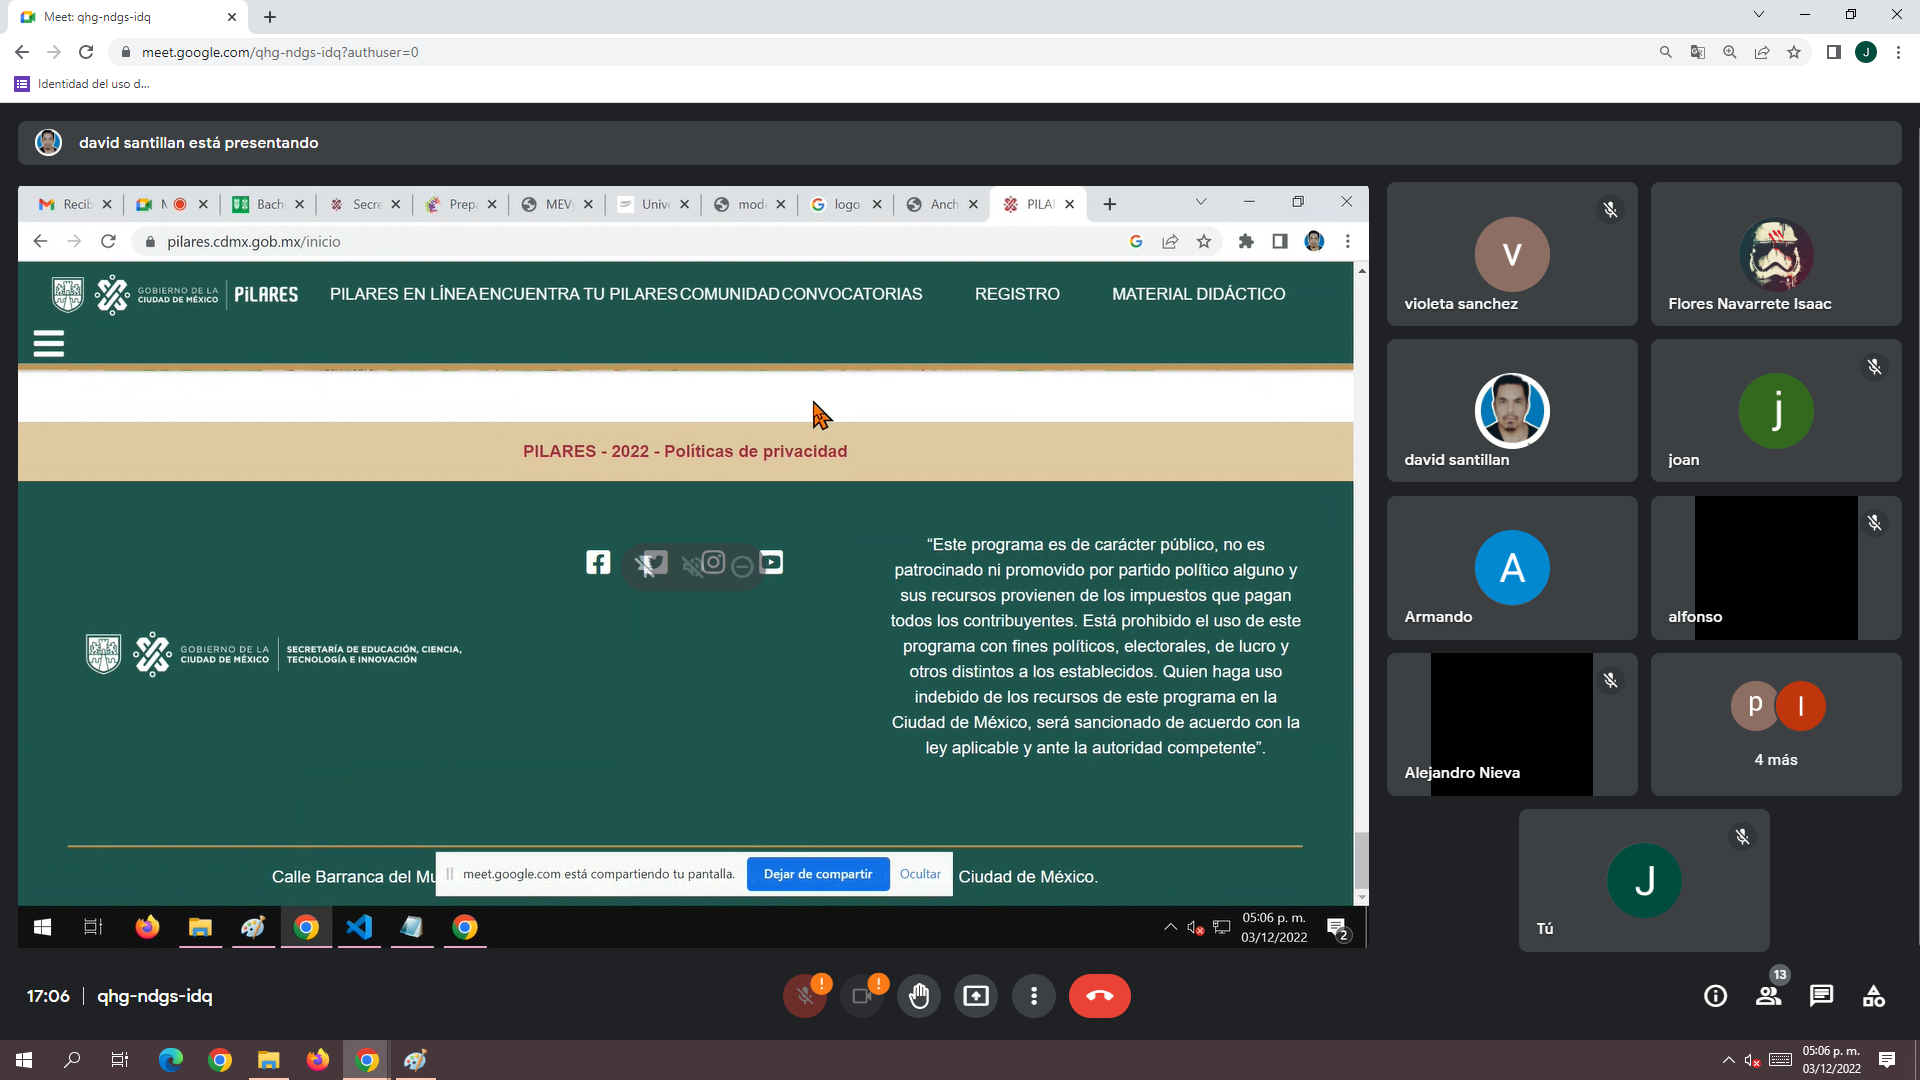 Meet: qhg-ndgs-idq
meet.google.com/qhg-ndgs-idq?authuser=0
J
Identidad del uso d...
david santillan está presentando
Recib
Bach
Secre
Prepa
MEVy
Unive
mode
logo
Anch
PILAR
pilares.cdmx.gob.mx/inicio
GOBIERNO DE LA
CIUDAD DE MÉXICO
PiLARES
PILARES EN LÍNEA ENCUENTRA TU PILARES COMUNIDAD CONVOCATORIAS REGISTRO MATERIAL DIDÁCTICO
PILARES - 2022 - Políticas de privacidad
“Este programa es de carácter público, no es
patrocinado ni promovido por partido político alguno y
sus recursos provienen de los impuestos que pagan
todos los contribuyentes. Está prohibido el uso de este
programa con fines políticos, electorales, de lucro y
otros distintos a los establecidos. Quien haga uso
indebido de los recursos de este programa en la
Ciudad de México, será sancionado de acuerdo con la
ley aplicable y ante la autoridad competente”.
GOBIERNO DE LA
CIUDAD DE MÉXICO
SECRETARÍA DE EDUCACIÓN, CIENCIA,
TECNOLOGÍA E INNOVACIÓN
Calle Barranca del Mu
Ciudad de México.
meet.google.com está compartiendo tu pantalla.
Dejar de compartir
Ocultar
05:06 p. m.
03/12/2022
2
v
violeta sanchez
Flores Navarrete Isaac
david santillan
j
joan
A
Armando
alfonso
Alejandro Nieva
p
l
4 más
J
Tú
17:06
qhg-ndgs-idq
13
05:06 p. m.
03/12/2022